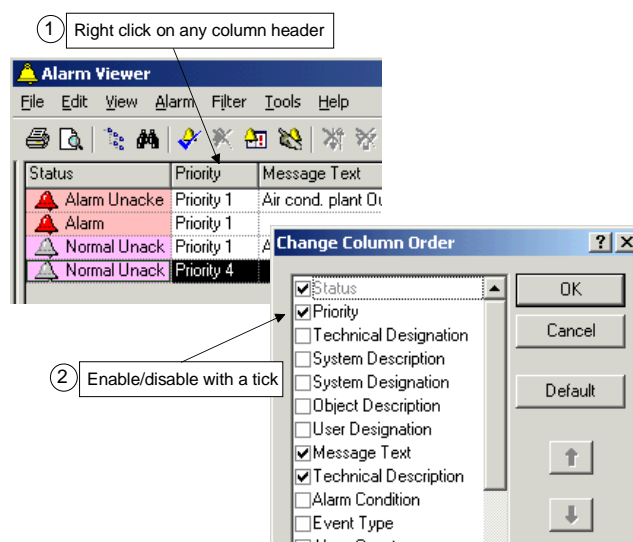 1 Right click on any column header
Alarm Viewer
File Edit View Alarm Filter Tools Help
Status Priority Message Text
Alarm Unacke Priority 1 Air cond. plant Ou
Alarm Priority 1
Normal Unack Priority 1 A
Normal Unack Priority 4
Change Column Order ? X
Status
Priority
Technical Designation
System Description
System Designation
Object Description
User Designation
Message Text
Technical Description
Alarm Condition
Event Type
OK
Cancel
Default
2 Enable/disable with a tick